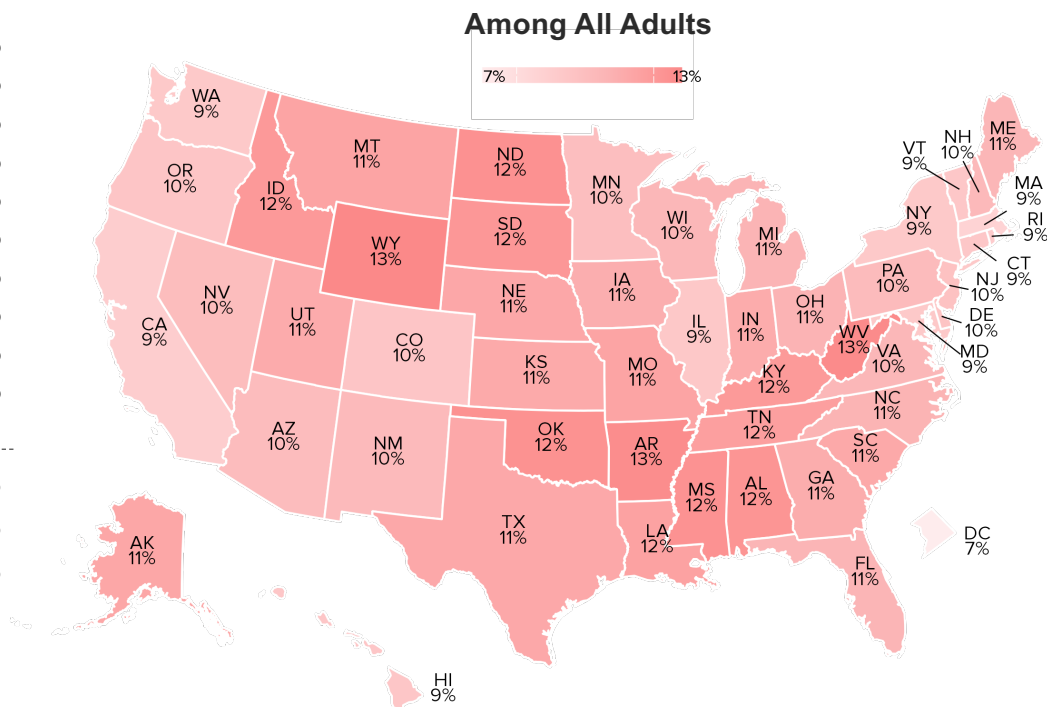 Among All Adults
7%
13%
WA
9%
OR
10%
CA
9%
NV
10%
ID
12%
MT
11%
WY
13%
UT
11%
CO
10%
AZ
10%
NM
10%
ND
12%
SD
12%
NE
11%
KS
11%
OK
12%
TX
11%
MN
10%
IA
11%
MO
11%
AR
13%
LA
12%
WI
10%
IL
9%
MI
11%
IN
11%
OH
11%
KY
12%
TN
12%
MS
12%
AL
12%
GA
11%
FL
11%
SC
11%
NC
11%
VA
10%
WV
13%
PA
10%
NY
9%
VT
9%
NH
10%
ME
11%
MA
9%
RI
9%
CT
9%
NJ
10%
DE
10%
MD
9%
DC
7%
AK
11%
HI
9%